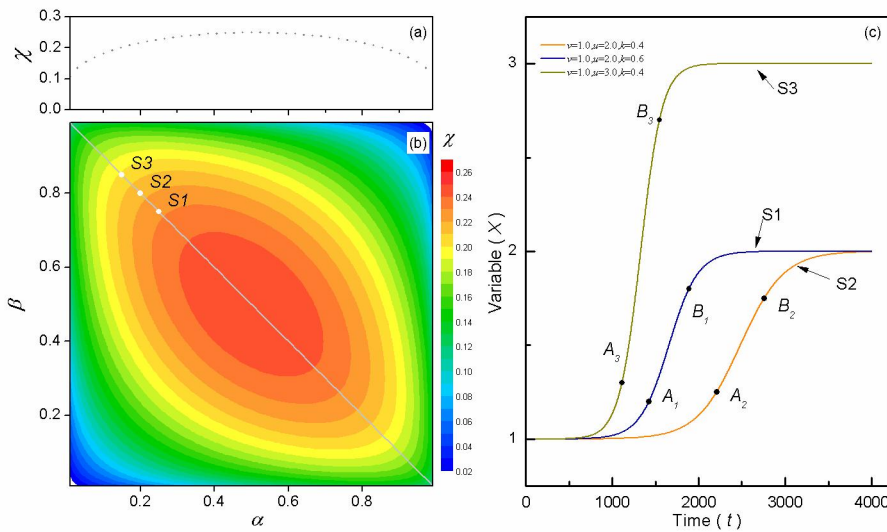 0.3
0.2
0.1
0.0
χ
(a)
(b)
χ
S3
S2
S1
0.8
0.6
0.4
0.2
β
0.2
0.4
0.6
0.8
α
0.26
0.24
0.22
0.20
0.18
0.16
0.14
0.12
0.10
0.08
0.06
0.04
0.02
(c)
v=1.0,u=2.0,k=0.4
v=1.0,u=2.0,k=0.6
v=1.0,u=3.0,k=0.4
3
2
1
Variable ( X )
S3
B3
S1
S2
B1
B2
A3
A1
A2
0
1000
2000
3000
4000
Time ( t )